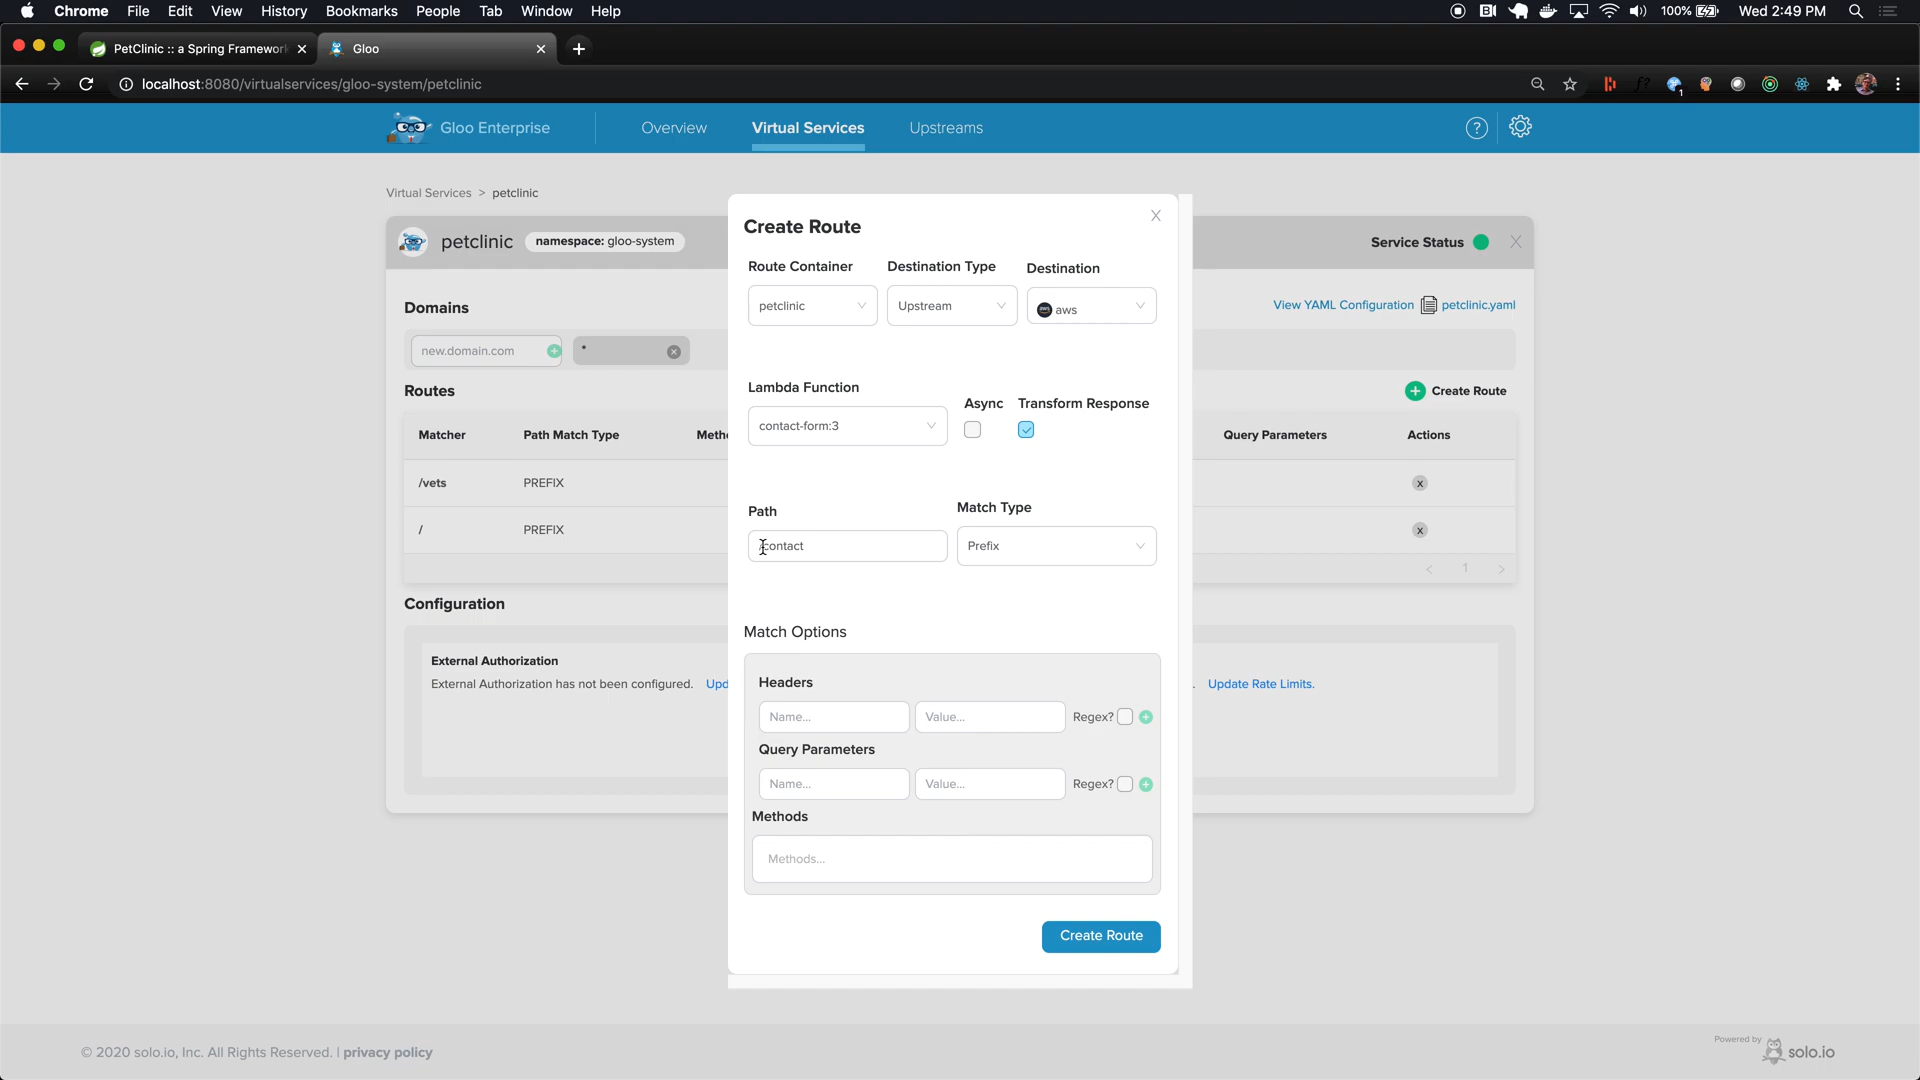 Chrome File Edit View History Bookmarks People Tab Window Help 100% Wed 2:49 PM
PetClinic :: a Spring Framework Gloo
localhost:8080/virtualservices/gloo-system/petclinic
Gloo Enterprise Overview Virtual Services Upstreams
Virtual Services > petclinic
petclinic namespace: gloo-system Service Status
Domains View YAML Configuration petclinic.yaml
new.domain.com *
Routes Create Route
Matcher Path Match Type Query Parameters Actions
/vets PREFIX x
/ PREFIX x
< 1 >
Configuration
External Authorization
External Authorization has not been configured. Update Rate Limits.
Create Route X
Route Container Destination Type Destination
petclinic Upstream aws
Lambda Function Async Transform Response
contact-form:3
Path Match Type
/contact Prefix
Match Options
Headers
Name... Value... Regex?
Query Parameters
Name... Value... Regex?
Methods
Methods...
Create Route
© 2020 solo.io, Inc. All Rights Reserved. | privacy policy
Powered by
solo.io